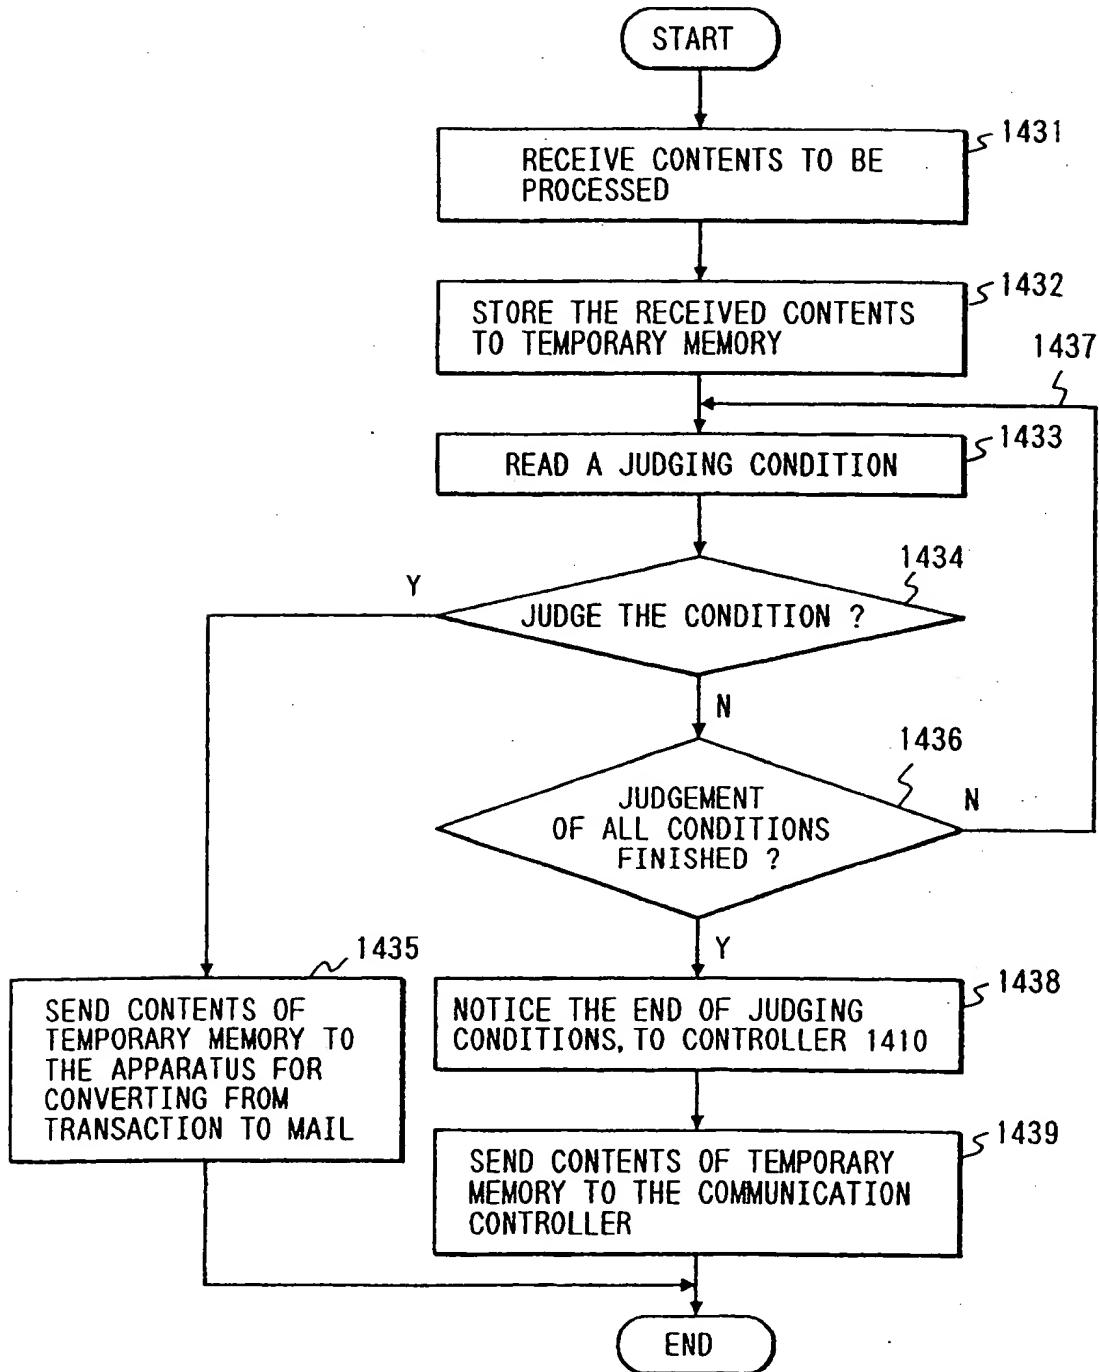 START
1431
RECEIVE CONTENTS TO BE
PROCESSED
1432
STORE THE RECEIVED CONTENTS
TO TEMPORARY MEMORY
1437
1433
READ A JUDGING CONDITION
1434
Y
JUDGE THE CONDITION ?
N
1436
N
JUDGEMENT
OF ALL CONDITIONS
FINISHED ?
Y
1435
SEND CONTENTS OF
TEMPORARY MEMORY TO
THE APPARATUS FOR
CONVERTING FROM
TRANSACTION TO MAIL
1438
NOTICE THE END OF JUDGING
CONDITIONS, TO CONTROLLER 1410
1439
SEND CONTENTS OF TEMPORARY
MEMORY TO THE COMMUNICATION
CONTROLLER
END